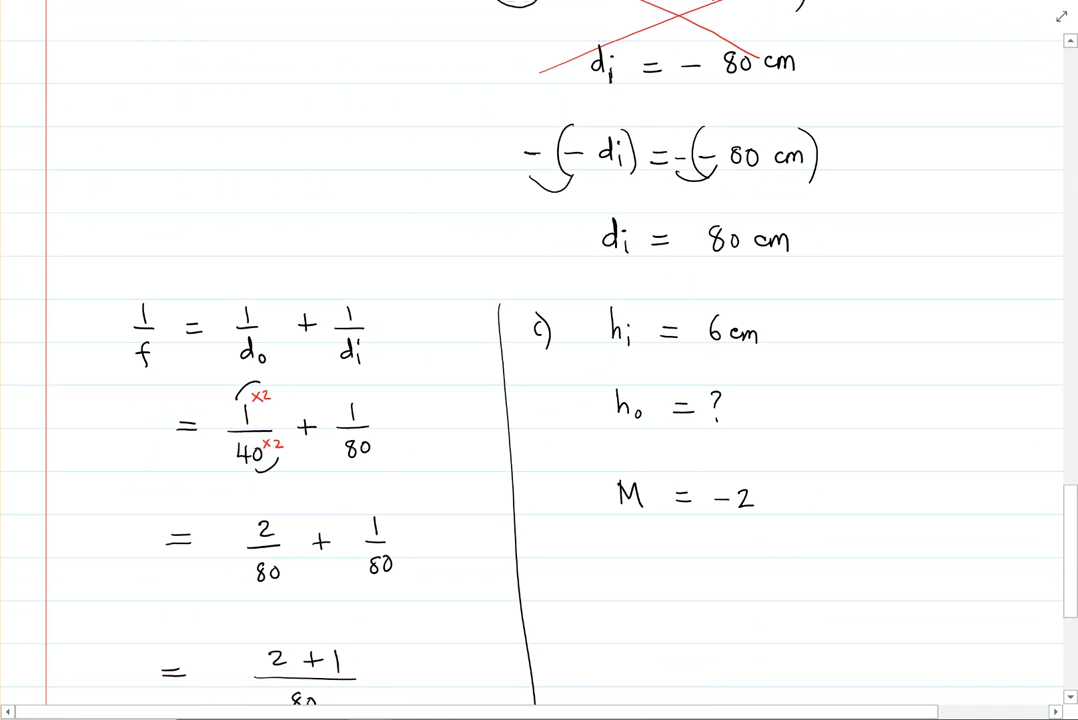 di = - 80 cm
-(- di) = -(- 80 cm)
di = 80 cm
1/f = 1/do + 1/di
= 1 ×2/40 ×2 + 1/80
= 2/80 + 1/80
= 2 + 1/80
c) hi = 6 cm
ho = ?
M = -2